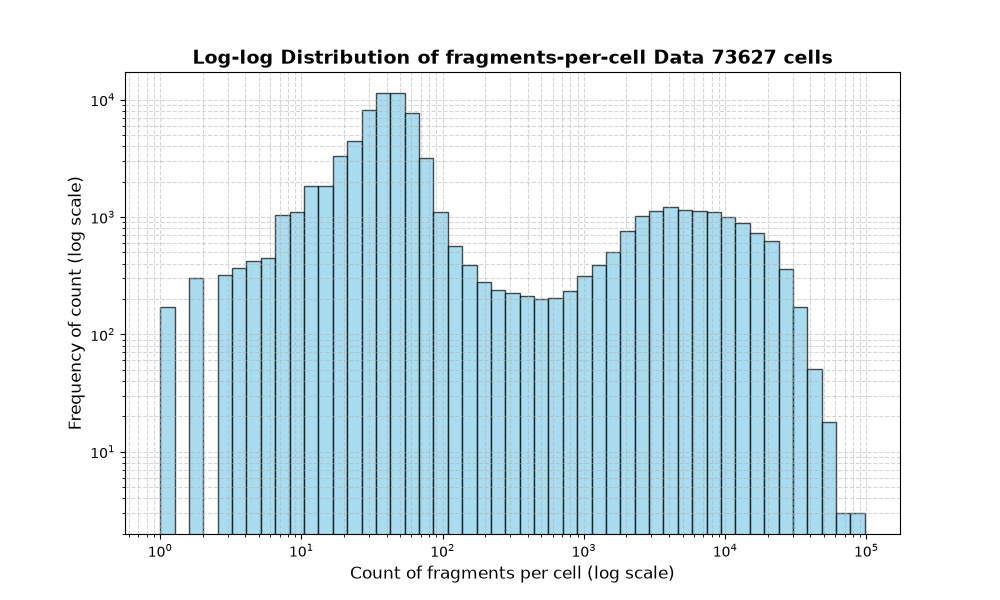 Log-log Distribution of fragments-per-cell Data 73627 cells
Frequency of count (log scale)
10⁴
10³
10²
10¹
10⁰ 10¹ 10² 10³ 10⁴ 10⁵
Count of fragments per cell (log scale)